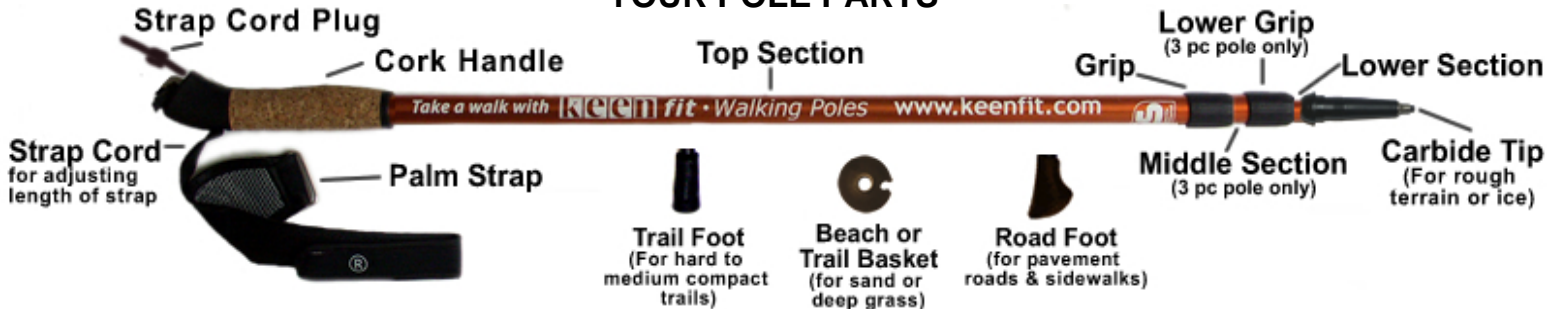 YOUR POLE PARTS
Strap Cord Plug
Cork Handle
Top Section
Grip
Lower Grip
(3 pc pole only)
Lower Section
Take a walk with keen fit • Walking Poles www.keenfit.com
S
Strap Cord
for adjusting
length of strap
Palm Strap
®
Middle Section
(3 pc pole only)
Carbide Tip
(For rough
terrain or ice)
Trail Foot
(For hard to
medium compact
trails)
Beach or
Trail Basket
(for sand or
deep grass)
Road Foot
(for pavement
roads & sidewalks)